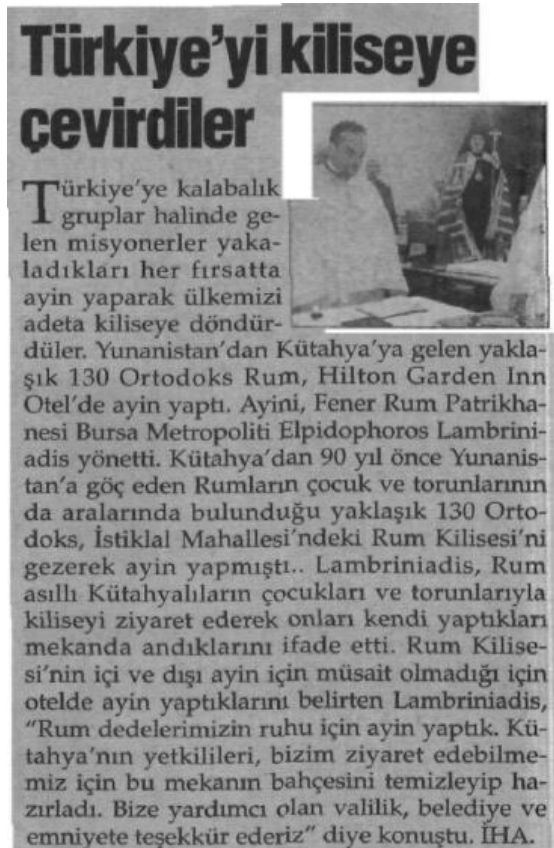 Türkiye'yi kiliseye
çevirdiler
Türkiye'ye kalabalık
gruplar halinde ge-
len misyonerler yaka-
ladıkları her fırsatta
ayin yaparak ülkemizi
adeta kiliseye döndür-
düler. Yunanistan'dan Kütahya'ya gelen yakla-
şık 130 Ortodoks Rum, Hilton Garden Inn
Otel'de ayin yaptı. Ayini, Fener Rum Patrikha-
nesi Bursa Metropoliti Elpidophoros Lambrini-
adis yönetti. Kütahya'dan 90 yıl önce Yunanis-
tan'a göç eden Rumların çocuk ve torunlarının
da aralarında bulunduğu yaklaşık 130 Orto-
doks, İstiklal Mahallesi'ndeki Rum Kilisesi'ni
gezerek ayin yapmıştı.. Lambriniadis, Rum
asıllı Kütahyalıların çocukları ve torunlarıyla
kiliseyi ziyaret ederek onları kendi yaptıkları
mekanda andıklarını ifade etti. Rum Kilise-
si'nin içi ve dışı ayin için müsait olmadığı için
otelde ayin yaptıklarını belirten Lambriniadis,
"Rum dedelerimizin ruhu için ayin yaptık. Kü-
tahya'nın yetkilileri, bizim ziyaret edebilme-
miz için bu mekanın bahçesini temizleyip ha-
zırladı. Bize yardımcı olan valilik, belediye ve
emniyete teşekkür ederiz" diye konuştu. İHA.